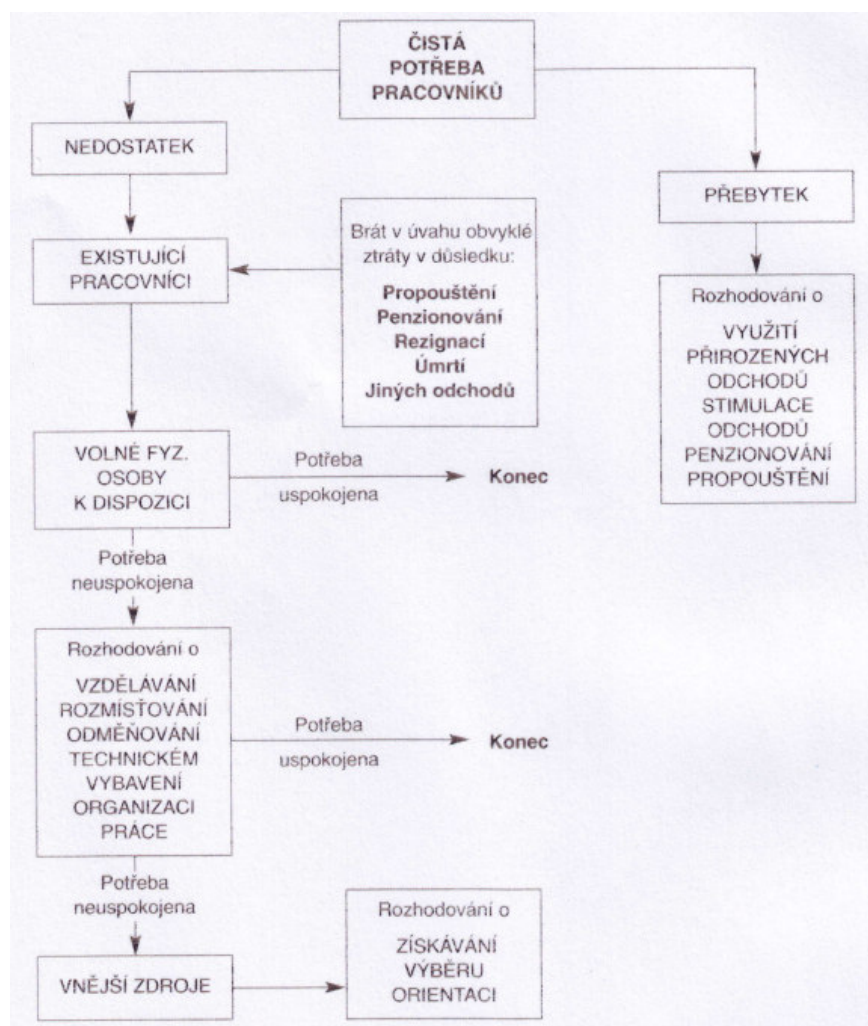 ČISTÁ
POTŘEBA
PRACOVNÍKŮ
NEDOSTATEK
PŘEBYTEK
EXISTUJÍCÍ
PRACOVNÍCI
Brát v úvahu obvyklé
ztráty v důsledku:
Propouštění
Penzionování
Rezignací
Úmrtí
Jiných odchodů
Rozhodování o
VYUŽITÍ
PŘIROZENÝCH
ODCHODŮ
STIMULACE
ODCHODŮ
PENZIONOVÁNÍ
PROPOUŠTĚNÍ
VOLNÉ FYZ.
OSOBY
K DISPOZICI
Potřeba
uspokojena
Konec
Potřeba
neuspokojena
Rozhodování o
VZDĚLÁVÁNÍ
ROZMÍSŤOVÁNÍ
ODMĚŇOVÁNÍ
TECHNICKÉM
VYBAVENÍ
ORGANIZACI
PRÁCE
Potřeba
uspokojena
Konec
Potřeba
neuspokojena
VNĚJŠÍ ZDROJE
Rozhodování o
ZÍSKÁVÁNÍ
VÝBĚRU
ORIENTACI